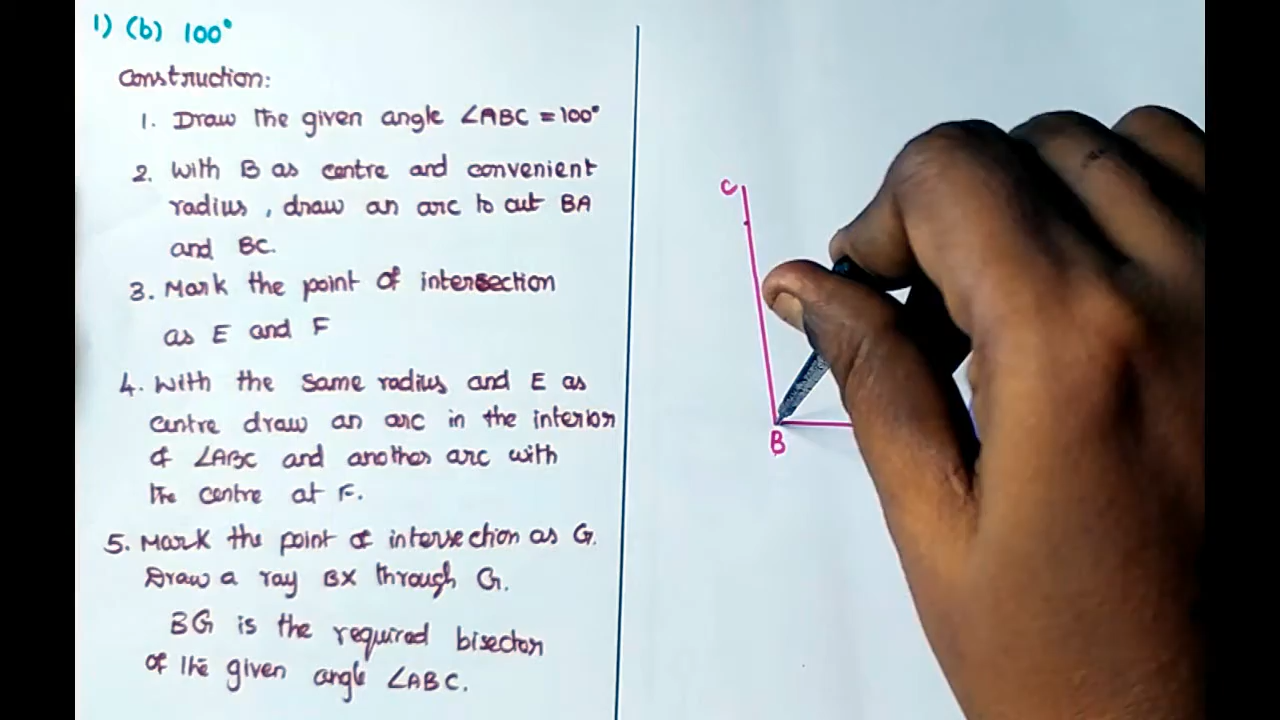 1) (b) 100°
Construction:
1. Draw the given angle ∠ABC = 100°
2. With B as centre and convenient
radius, draw an arc to cut BA
and BC.
3. Mark the point of intersection
as E and F
4. With the same radius and E as
centre draw an arc in the interior
of ∠ABC and another arc with
the centre at F.
5. Mark the point of intersection as G.
Draw a ray BX through G.
BG is the required bisector
of the given angle ∠ABC.
C
B